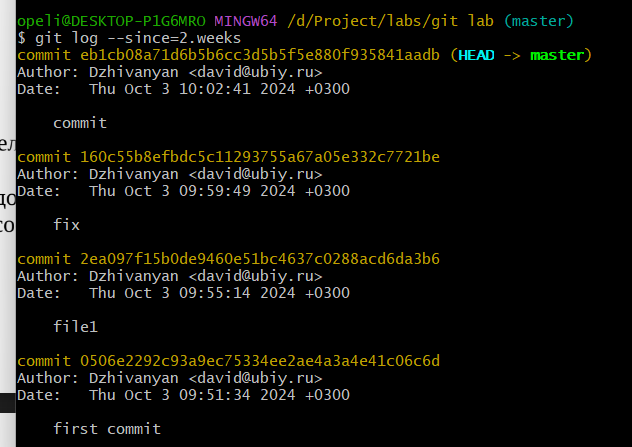 opeli@DESKTOP-P1G6MRO MINGW64 /d/Project/labs/git lab (master)
$ git log --since=2.weeks
commit eb1cb08a71d6b5b6cc3d5b5f5e880f935841aadb (HEAD -> master)
Author: Dzhivanyan <david@ubiy.ru>
Date:   Thu Oct 3 10:02:41 2024 +0300
commit
commit 160c55b8efbdc5c11293755a67a05e332c7721be
Author: Dzhivanyan <david@ubiy.ru>
Date:   Thu Oct 3 09:59:49 2024 +0300
fix
commit 2ea097f15b0de9460e51bc4637c0288acd6da3b6
Author: Dzhivanyan <david@ubiy.ru>
Date:   Thu Oct 3 09:55:14 2024 +0300
file1
commit 0506e2292c93a9ec75334ee2ae4a3a4e41c06c6d
Author: Dzhivanyan <david@ubiy.ru>
Date:   Thu Oct 3 09:51:34 2024 +0300
first commit